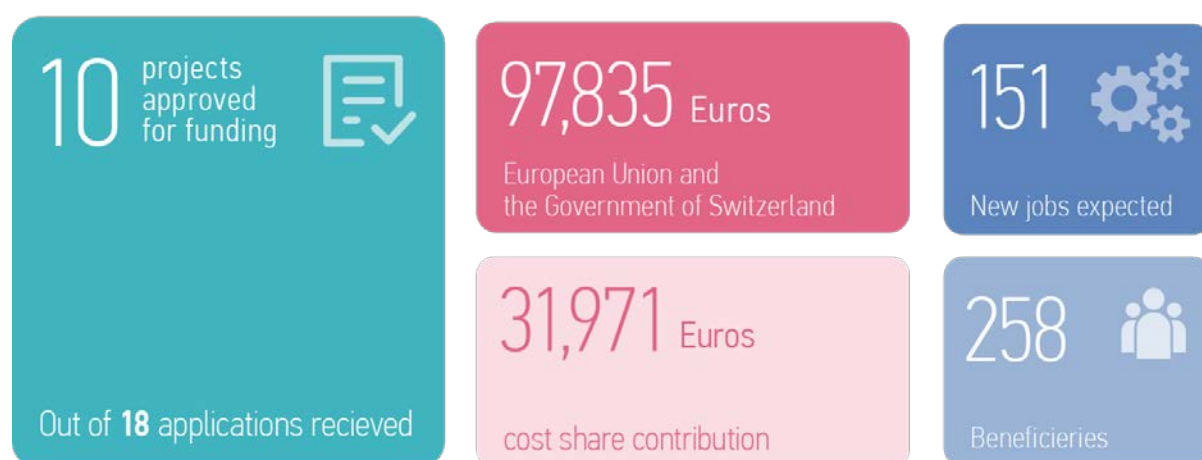 10 projects
approved
for funding
Out of 18 applications recieved
97,835 Euros
European Union and
the Government of Switzerland
31,971 Euros
cost share contribution
151
New jobs expected
258
Beneficieries